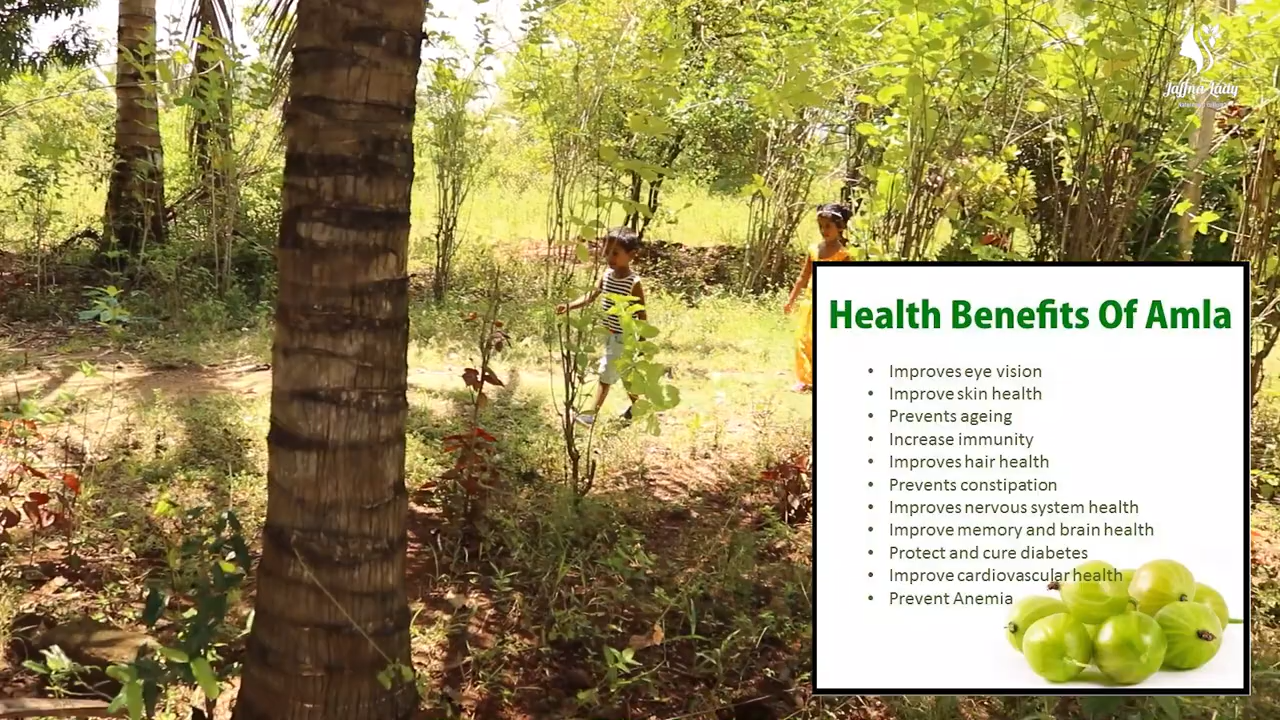 Jaffna Lady
Health Benefits Of Amla
• Improves eye vision
• Improve skin health
• Prevents ageing
• Increase immunity
• Improves hair health
• Prevents constipation
• Improves nervous system health
• Improve memory and brain health
• Protect and cure diabetes
• Improve cardiovascular health
• Prevent Anemia